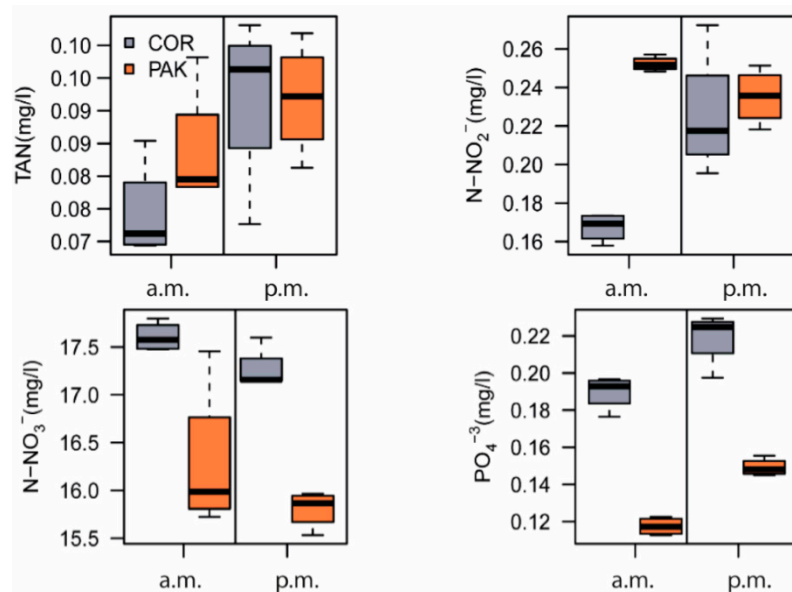 TAN(mg/l)
0.10
0.10
0.09
0.09
0.08
0.08
0.07
COR
PAK
a.m.
p.m.
N−NO₂⁻(mg/l)
0.26
0.24
0.22
0.20
0.18
0.16
a.m.
p.m.
N−NO₃⁻(mg/l)
17.5
17.0
16.5
16.0
15.5
a.m.
p.m.
PO₄⁻³(mg/l)
0.22
0.20
0.18
0.16
0.14
0.12
a.m.
p.m.